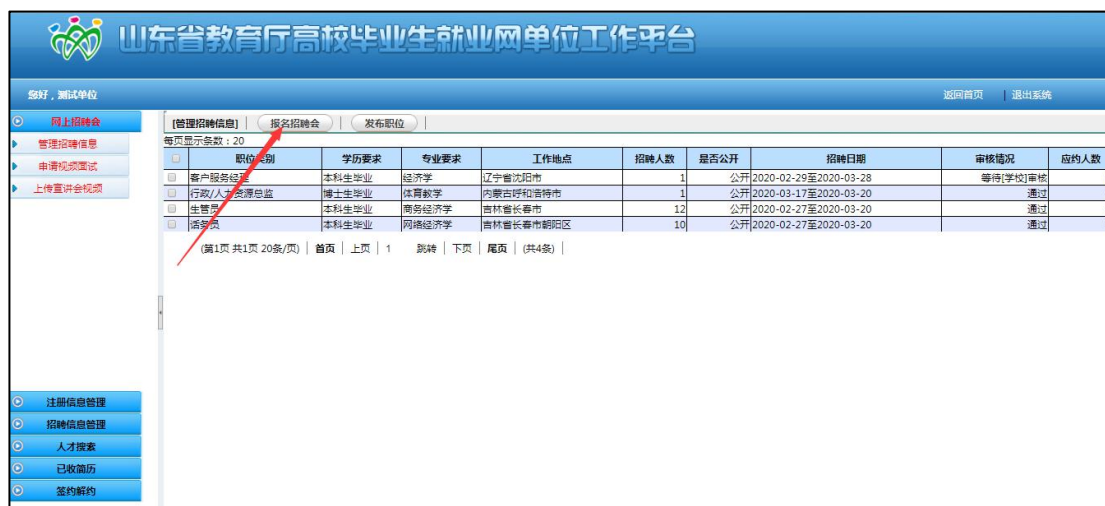 山东省教育厅高校毕业生就业网单位工作平台
您好，测试单位 返回首页 | 退出系统
网上招聘会
管理招聘信息
申请视频面试
上传宣讲会视频
[管理招聘信息] | 报名招聘会 | 发布职位 |
每页显示条数：20
职位类别 学历要求 专业要求 工作地点 招聘人数 是否公开 招聘日期 审核情况 应约人数
客户服务经理 本科生毕业 经济学 辽宁省沈阳市 1 公开 2020-02-29至2020-03-28 等待[学校]审核
行政/人力资源总监 博士生毕业 体育教学 内蒙古呼和浩特市 1 公开 2020-03-17至2020-03-20 通过
生管员 本科生毕业 商务经济学 吉林省长春市 12 公开 2020-02-27至2020-03-20 通过
话务员 本科生毕业 网络经济学 吉林省长春市朝阳区 10 公开 2020-02-27至2020-03-20 通过
(第1页 共1页 20条/页) | 首页 | 上页 | 1 跳转 | 下页 | 尾页 | (共4条) |
注册信息管理
招聘信息管理
人才搜索
已收简历
签约解约